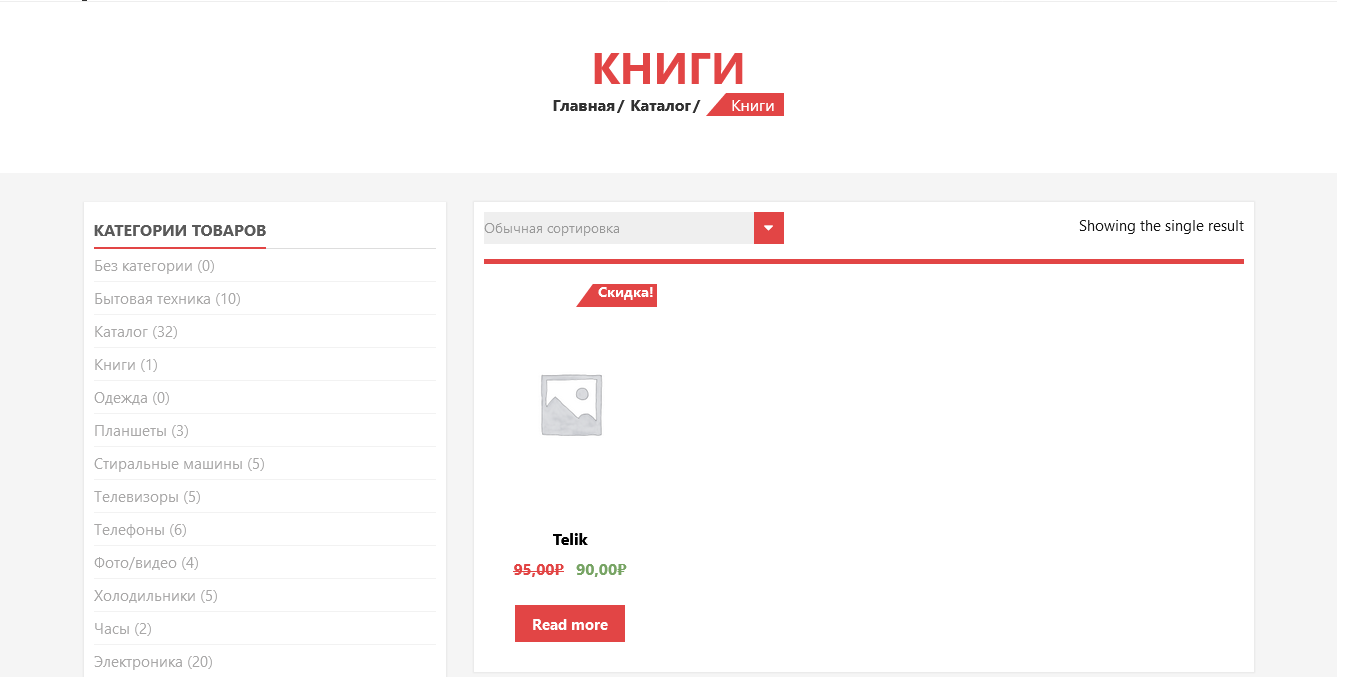 КНИГИ
Главная / Каталог / Книги
КАТЕГОРИИ ТОВАРОВ
Без категории (0)
Бытовая техника (10)
Каталог (32)
Книги (1)
Одежда (0)
Планшеты (3)
Стиральные машины (5)
Телевизоры (5)
Телефоны (6)
Фото/видео (4)
Холодильники (5)
Часы (2)
Электроника (20)
Обычная сортировка
Showing the single result
Скидка!
Telik
95,00₽ 90,00₽
Read more